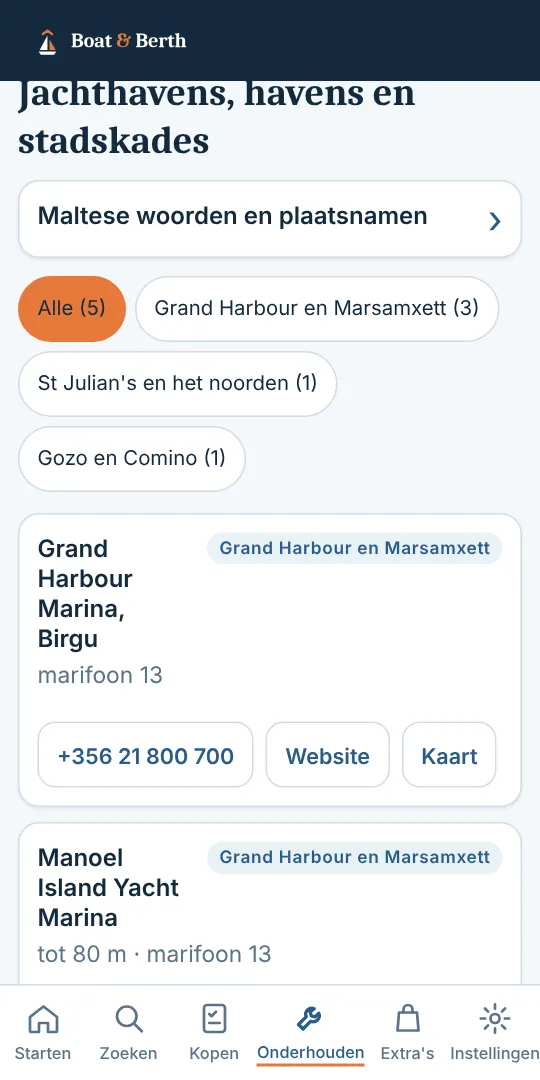 Boat & Berth
Jachthavens, havens en
stadskades
Maltese woorden en plaatsnamen
Alle (5)
Grand Harbour en Marsamxett (3)
St Julian's en het noorden (1)
Gozo en Comino (1)
Grand
Harbour
Marina,
Birgu
Grand Harbour en Marsamxett
marifoon 13
+356 21 800 700
Website
Kaart
Manoel
Island Yacht
Marina
Grand Harbour en Marsamxett
tot 80 m · marifoon 13
Starten
Zoeken
Kopen
Onderhouden
Extra's
Instellingen